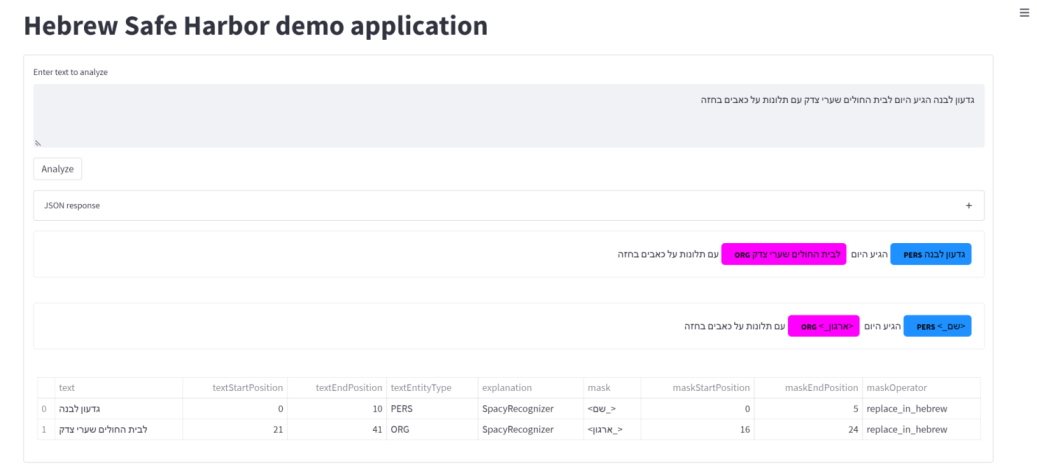 Hebrew Safe Harbor demo application
Enter text to analyze
גדעון לבנה הגיע היום לבית החולים שערי צדק עם תלונות על כאבים בחזה
Analyze
JSON response +
גדעון לבנה PERS הגיע היום לבית החולים שערי צדק ORG עם תלונות על כאבים בחזה
<שם_> PERS הגיע היום <ארגון_> ORG עם תלונות על כאבים בחזה
text textStartPosition textEndPosition textEntityType explanation mask maskStartPosition maskEndPosition maskOperator
0 גדעון לבנה 0 10 PERS SpacyRecognizer <שם_> 0 5 replace_in_hebrew
1 לבית החולים שערי צדק 21 41 ORG SpacyRecognizer <ארגון_> 16 24 replace_in_hebrew